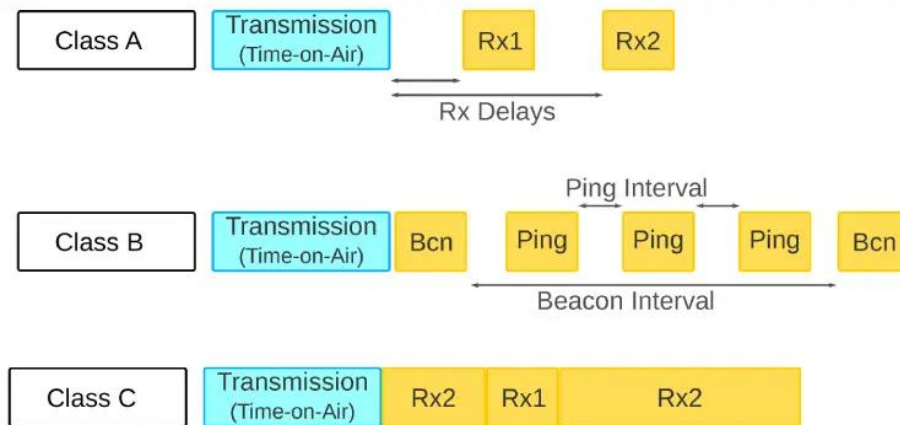 Class A
Transmission
(Time-on-Air)
Rx1
Rx2
Rx Delays
Ping Interval
Class B
Transmission
(Time-on-Air)
Bcn
Ping
Ping
Ping
Bcn
Beacon Interval
Class C
Transmission
(Time-on-Air)
Rx2
Rx1
Rx2